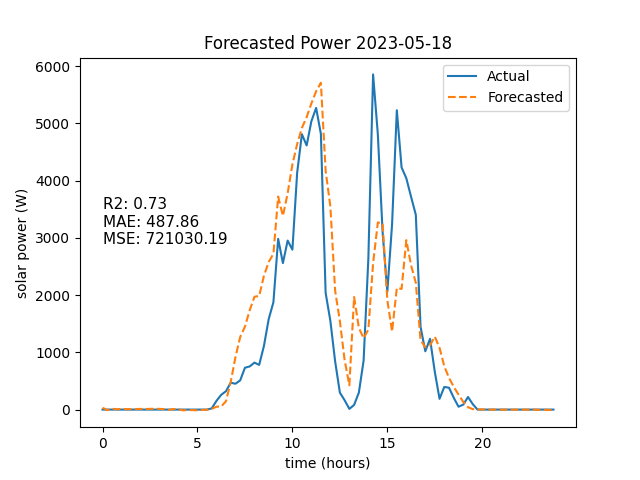 Forecasted Power 2023-05-18
6000
5000
4000
3000
2000
1000
0
solar power (W)
Actual
Forecasted
R2: 0.73
MAE: 487.86
MSE: 721030.19
0 5 10 15 20
time (hours)